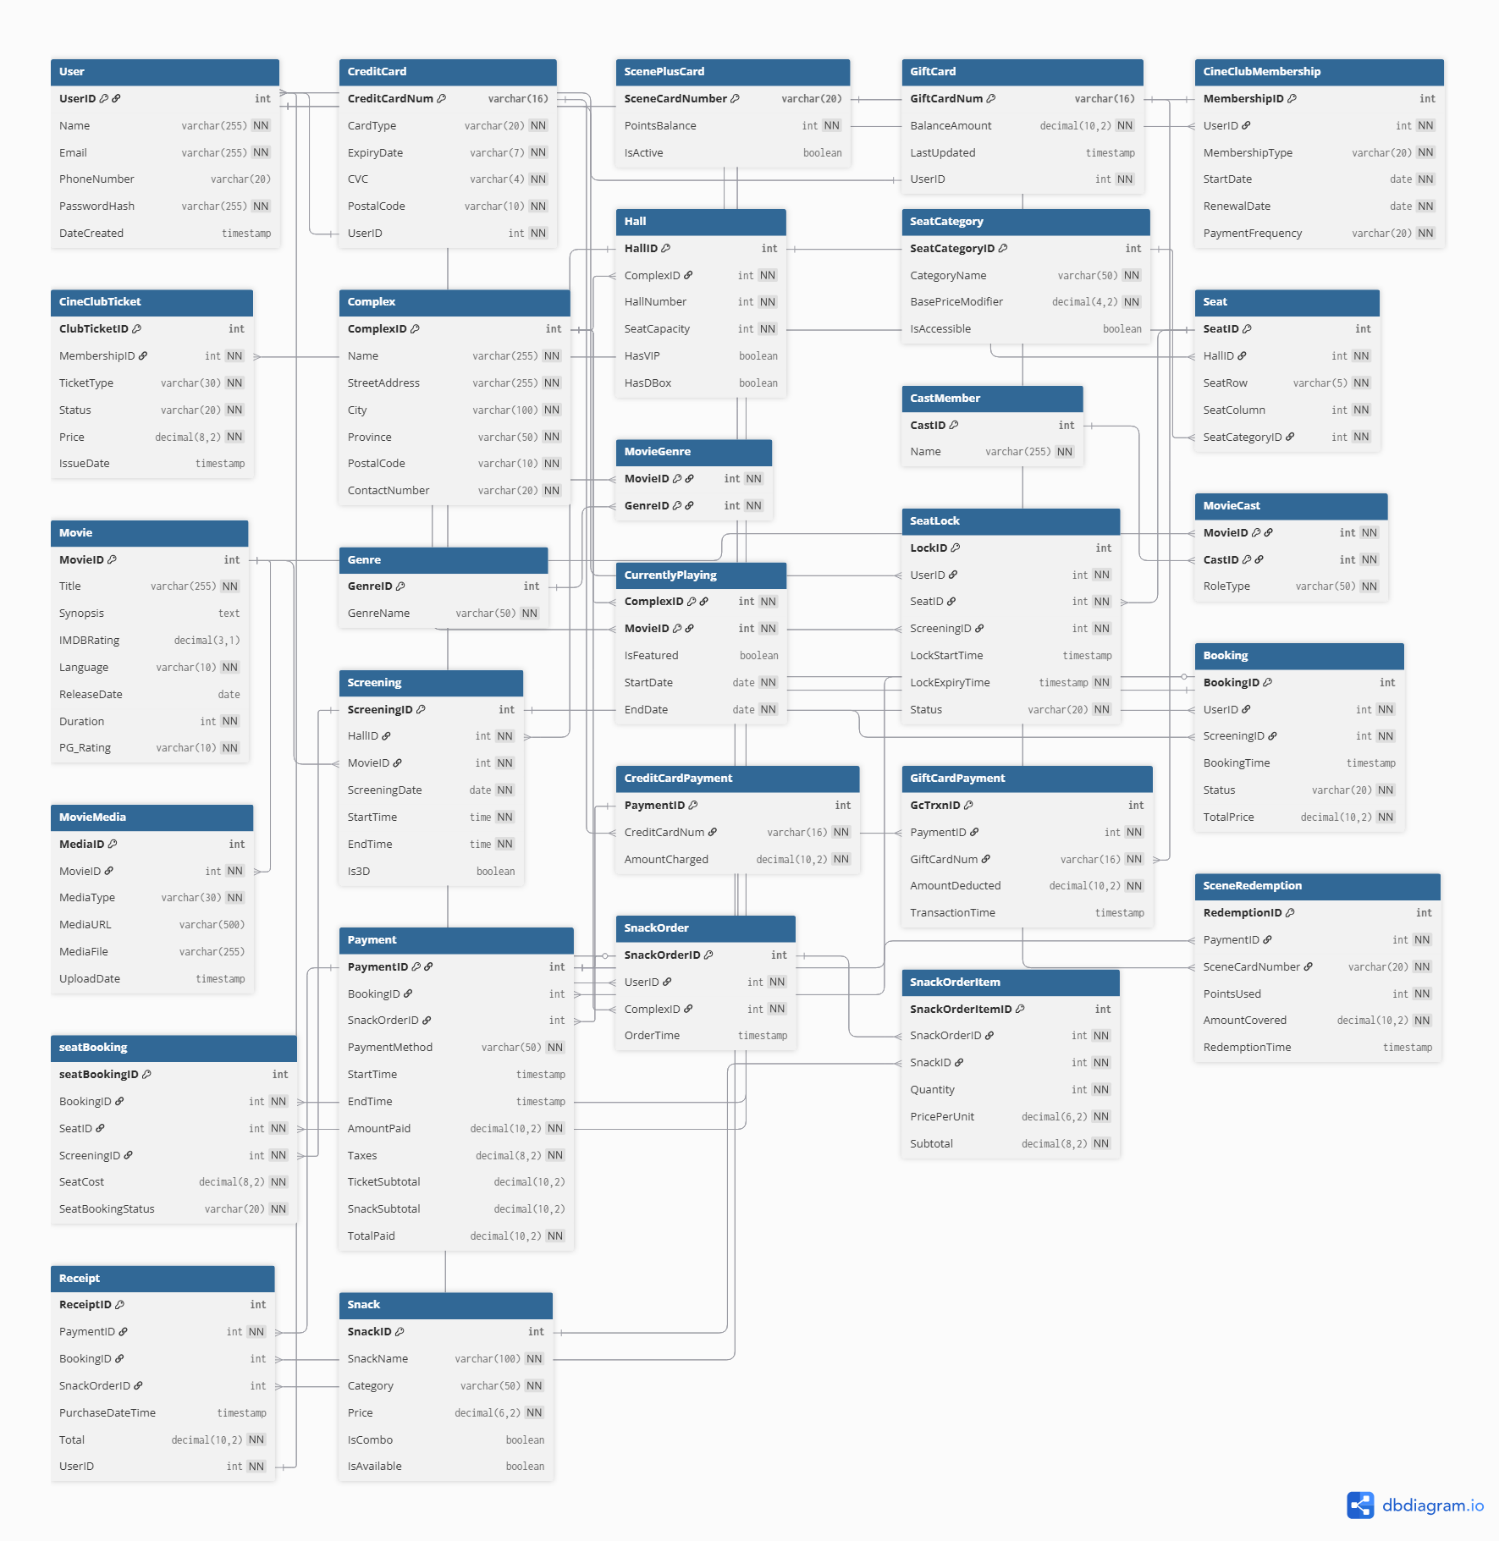 User
UserID int
Name varchar(255) NN
Email varchar(255) NN
PhoneNumber varchar(20)
PasswordHash varchar(255) NN
DateCreated timestamp
CreditCard
CreditCardNum varchar(16)
CardType varchar(20) NN
ExpiryDate varchar(7) NN
CVC varchar(4) NN
PostalCode varchar(10) NN
UserID int NN
ScenePlusCard
SceneCardNumber varchar(20)
PointsBalance int NN
IsActive boolean
GiftCard
GiftCardNum varchar(16)
BalanceAmount decimal(10,2) NN
LastUpdated timestamp
UserID int NN
CineClubMembership
MembershipID int
UserID int NN
MembershipType varchar(20) NN
StartDate date NN
RenewalDate date NN
PaymentFrequency varchar(20) NN
Hall
HallID int
ComplexID int NN
HallNumber int NN
SeatCapacity int NN
HasVIP boolean
HasDBox boolean
SeatCategory
SeatCategoryID int
CategoryName varchar(50) NN
BasePriceModifier decimal(4,2) NN
IsAccessible boolean
CineClubTicket
ClubTicketID int
MembershipID int NN
TicketType varchar(30) NN
Status varchar(20) NN
Price decimal(8,2) NN
IssueDate timestamp
Complex
ComplexID int
Name varchar(255) NN
StreetAddress varchar(255) NN
City varchar(100) NN
Province varchar(50) NN
PostalCode varchar(10) NN
ContactNumber varchar(20) NN
Seat
SeatID int
HallID int NN
SeatRow varchar(5) NN
SeatColumn int NN
SeatCategoryID int NN
CastMember
CastID int
Name varchar(255) NN
MovieGenre
MovieID int NN
GenreID int NN
MovieCast
MovieID int NN
CastID int NN
RoleType varchar(50) NN
SeatLock
LockID int
UserID int NN
SeatID int NN
ScreeningID int NN
LockStartTime timestamp
LockExpiryTime timestamp NN
Status varchar(20) NN
Movie
MovieID int
Title varchar(255) NN
Synopsis text
IMDBRating decimal(3,1)
Language varchar(10) NN
ReleaseDate date
Duration int NN
PG_Rating varchar(10) NN
Genre
GenreID int
GenreName varchar(50) NN
CurrentlyPlaying
ComplexID int NN
MovieID int NN
IsFeatured boolean
StartDate date NN
EndDate date NN
Booking
BookingID int
UserID int NN
ScreeningID int NN
BookingTime timestamp
Status varchar(20) NN
TotalPrice decimal(10,2) NN
Screening
ScreeningID int
HallID int NN
MovieID int NN
ScreeningDate date NN
StartTime time NN
EndTime time NN
Is3D boolean
CreditCardPayment
PaymentID int
CreditCardNum varchar(16) NN
AmountCharged decimal(10,2) NN
GiftCardPayment
GcTrxnID int
PaymentID int NN
GiftCardNum varchar(16) NN
AmountDeducted decimal(10,2) NN
TransactionTime timestamp
MovieMedia
MediaID int
MovieID int NN
MediaType varchar(30) NN
MediaURL varchar(500)
MediaFile varchar(255)
UploadDate timestamp
SceneRedemption
RedemptionID int
PaymentID int NN
SceneCardNumber varchar(20) NN
PointsUsed int NN
AmountCovered decimal(10,2) NN
RedemptionTime timestamp
Payment
PaymentID int
BookingID int
SnackOrderID int
PaymentMethod varchar(50) NN
StartTime timestamp
EndTime timestamp
AmountPaid decimal(10,2) NN
Taxes decimal(8,2) NN
TicketSubtotal decimal(10,2)
SnackSubtotal decimal(10,2)
TotalPaid decimal(10,2) NN
SnackOrder
SnackOrderID int
UserID int NN
ComplexID int NN
OrderTime timestamp
SnackOrderItem
SnackOrderItemID int
SnackOrderID int NN
SnackID int NN
Quantity int NN
PricePerUnit decimal(6,2) NN
Subtotal decimal(8,2) NN
seatBooking
seatBookingID int
BookingID int NN
SeatID int NN
ScreeningID int NN
SeatCost decimal(8,2) NN
SeatBookingStatus varchar(20) NN
Receipt
ReceiptID int
PaymentID int NN
BookingID int
SnackOrderID int
PurchaseDateTime timestamp
Total decimal(10,2) NN
UserID int NN
Snack
SnackID int
SnackName varchar(100) NN
Category varchar(50) NN
Price decimal(6,2) NN
IsCombo boolean
IsAvailable boolean
dbdiagram.io